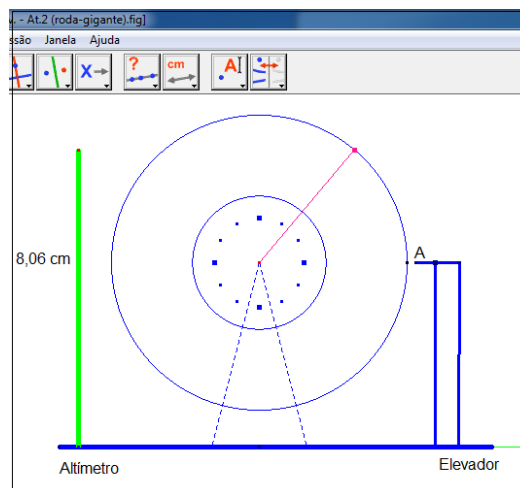 v. - At.2 (roda-gigante).fig]
ssão Janela Ajuda
X
?
cm
A
A
8,06 cm
Altímetro
Elevador